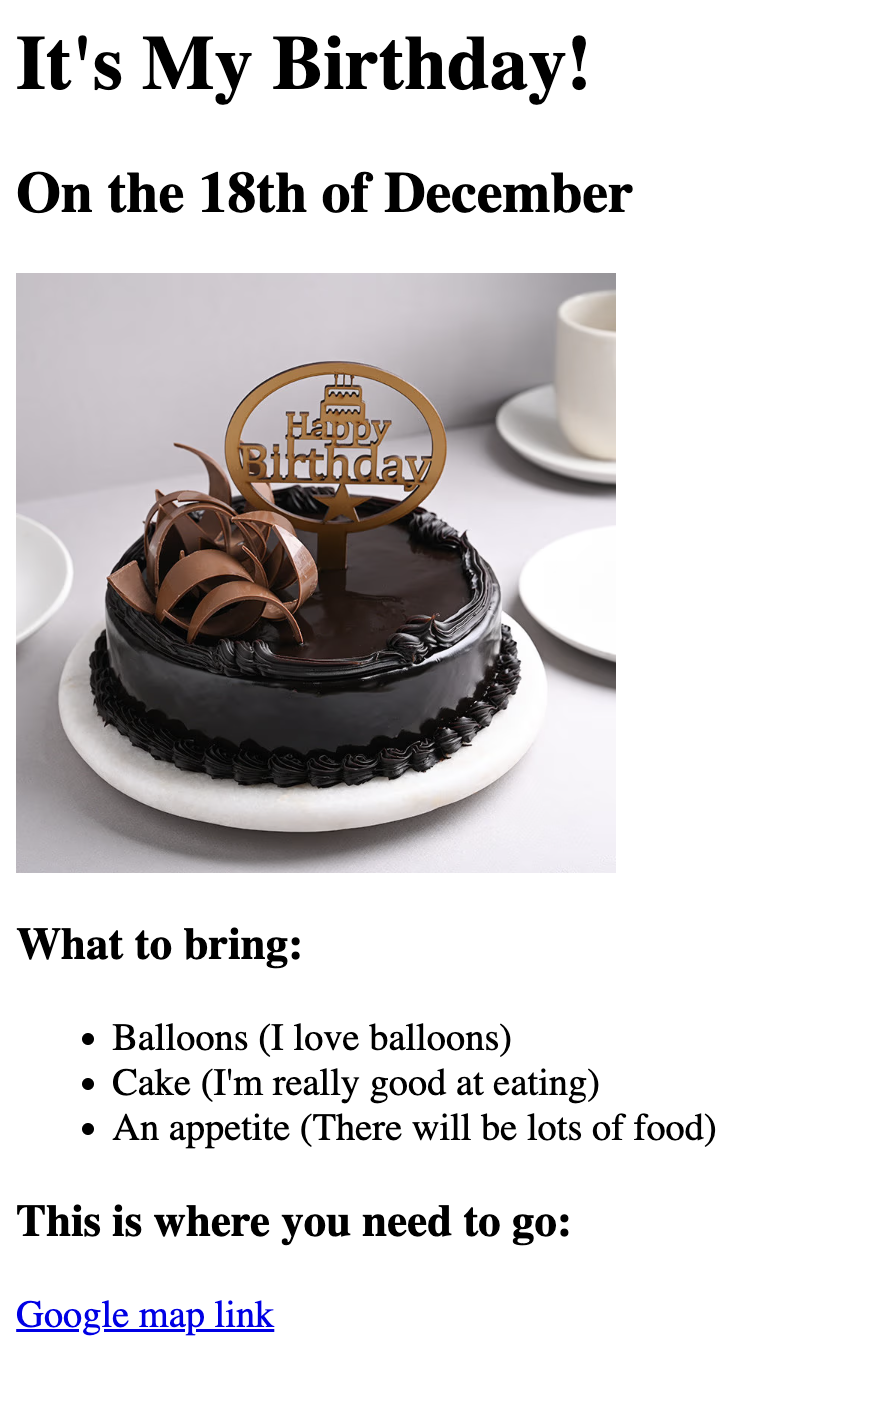 It's My Birthday!
On the 18th of December
Happy
Birthday
What to bring:
Balloons (I love balloons)
Cake (I'm really good at eating)
An appetite (There will be lots of food)
This is where you need to go:
Google map link